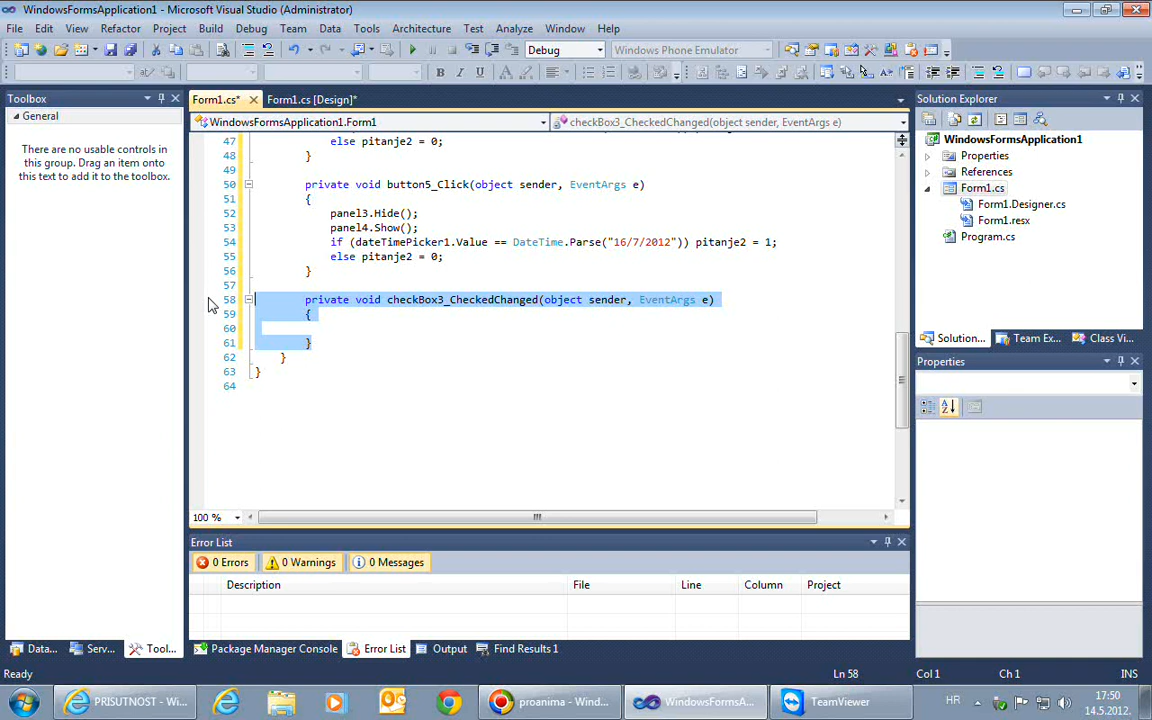 WindowsFormsApplication1 - Microsoft Visual Studio (Administrator)
File Edit View Refactor Project Build Debug Team Data Tools Architecture Test Analyze Window Help
Debug Windows Phone Emulator
Toolbox
General
There are no usable controls in
this group. Drag an item onto
this text to add it to the toolbox.
Form1.cs* Form1.cs [Design]*
WindowsFormsApplication1.Form1 checkBox3_CheckedChanged(object sender, EventArgs e)
47 else pitanje2 = 0;
48 }
49
50 private void button5_Click(object sender, EventArgs e)
51 {
52 panel3.Hide();
53 panel4.Show();
54 if (dateTimePicker1.Value == DateTime.Parse("16/7/2012")) pitanje2 = 1;
55 else pitanje2 = 0;
56 }
57
58 private void checkBox3_CheckedChanged(object sender, EventArgs e)
59 {
60
61 }
62 }
63 }
64
100 %
Solution Explorer
WindowsFormsApplication1
Properties
References
Form1.cs
Form1.Designer.cs
Form1.resx
Program.cs
Solution... Team Ex... Class Vi...
Properties
Error List
0 Errors 0 Warnings 0 Messages
Description File Line Column Project
Data... Serv... Tool... Package Manager Console Error List Output Find Results 1
Ready Ln 58 Col 1 Ch 1 INS
PRISUTNOST - Wi... proanima - Wind... WindowsFormsA... TeamViewer HR 17:50
14.5.2012.